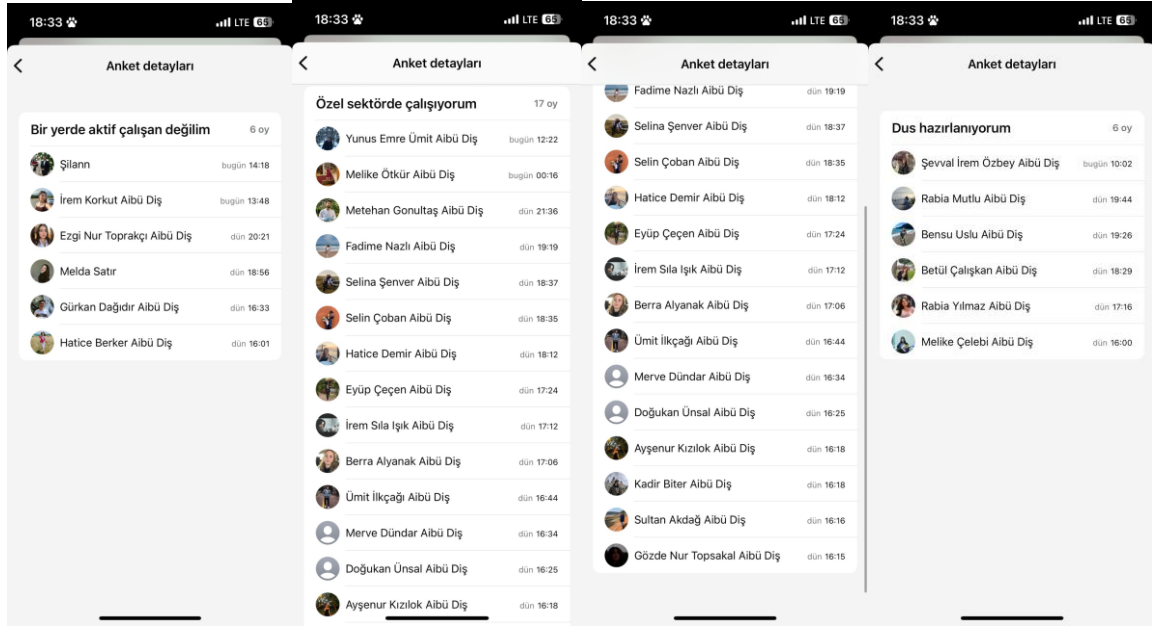 18:33
LTE 65
Anket detayları
Bir yerde aktif çalışan değilim 6 oy
Şilann bugün 14:18
İrem Korkut Aibü Diş bugün 13:48
Ezgi Nur Toprakçı Aibü Diş dün 20:21
Melda Satır dün 18:56
Gürkan Dağıdır Aibü Diş dün 16:33
Hatice Berker Aibü Diş dün 16:01
18:33
LTE 65
Anket detayları
Özel sektörde çalışıyorum 17 oy
Yunus Emre Ümit Aibü Diş bugün 12:22
Melike Ötkür Aibü Diş bugün 00:16
Metehan Gonultaş Aibü Diş dün 21:36
Fadime Nazlı Aibü Diş dün 19:19
Selina Şenver Aibü Diş dün 18:37
Selin Çoban Aibü Diş dün 18:35
Hatice Demir Aibü Diş dün 18:12
Eyüp Çeçen Aibü Diş dün 17:24
İrem Sıla Işık Aibü Diş dün 17:12
Berra Alyanak Aibü Diş dün 17:06
Ümit İlkçağı Aibü Diş dün 16:44
Merve Dündar Aibü Diş dün 16:34
Doğukan Ünsal Aibü Diş dün 16:25
Ayşenur Kızılok Aibü Diş dün 16:18
18:33
LTE 65
Anket detayları
Fadime Nazlı Aibü Diş dün 19:19
Selina Şenver Aibü Diş dün 18:37
Selin Çoban Aibü Diş dün 18:35
Hatice Demir Aibü Diş dün 18:12
Eyüp Çeçen Aibü Diş dün 17:24
İrem Sıla Işık Aibü Diş dün 17:12
Berra Alyanak Aibü Diş dün 17:06
Ümit İlkçağı Aibü Diş dün 16:44
Merve Dündar Aibü Diş dün 16:34
Doğukan Ünsal Aibü Diş dün 16:25
Ayşenur Kızılok Aibü Diş dün 16:18
Kadir Biter Aibü Diş dün 16:18
Sultan Akdağ Aibü Diş dün 16:16
Gözde Nur Topsakal Aibü Diş dün 16:15
18:33
LTE 65
Anket detayları
Dus hazırlanıyorum 6 oy
Şevval İrem Özbey Aibü Diş bugün 10:02
Rabia Mutlu Aibü Diş dün 19:44
Bensu Uslu Aibü Diş dün 19:26
Betül Çalışkan Aibü Diş dün 18:29
Rabia Yılmaz Aibü Diş dün 17:16
Melike Çelebi Aibü Diş dün 16:00